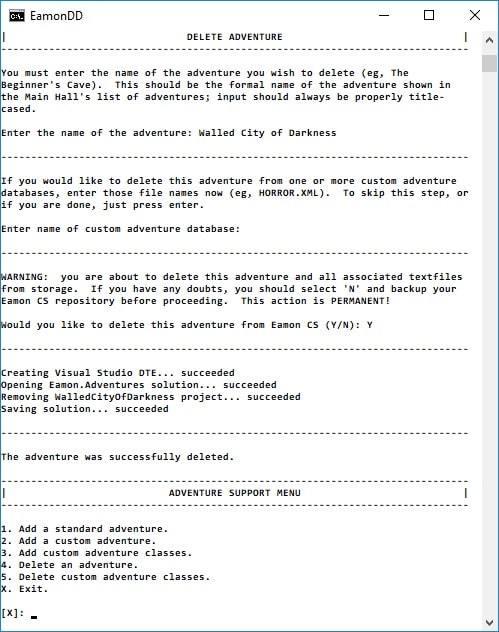 EamonDD
| DELETE ADVENTURE |
------------------------------------------------------------------------------
You must enter the name of the adventure you wish to delete (eg, The
Beginner's Cave).  This should be the formal name of the adventure shown in
the Main Hall's list of adventures; input should always be properly title-
cased.
Enter the name of the adventure: Walled City of Darkness
------------------------------------------------------------------------------
If you would like to delete this adventure from one or more custom adventure
databases, enter those file names now (eg, HORROR.XML).  To skip this step, or
if you are done, just press enter.
Enter name of custom adventure database:
------------------------------------------------------------------------------
WARNING:  you are about to delete this adventure and all associated textfiles
from storage.  If you have any doubts, you should select 'N' and backup your
Eamon CS repository before proceeding.  This action is PERMANENT!
Would you like to delete this adventure from Eamon CS (Y/N): Y
------------------------------------------------------------------------------
Creating Visual Studio DTE... succeeded
Opening Eamon.Adventures solution... succeeded
Removing WalledCityOfDarkness project... succeeded
Saving solution... succeeded
------------------------------------------------------------------------------
The adventure was successfully deleted.
------------------------------------------------------------------------------
| ADVENTURE SUPPORT MENU |
------------------------------------------------------------------------------
1. Add a standard adventure.
2. Add a custom adventure.
3. Add custom adventure classes.
4. Delete an adventure.
5. Delete custom adventure classes.
X. Exit.
[X]: _